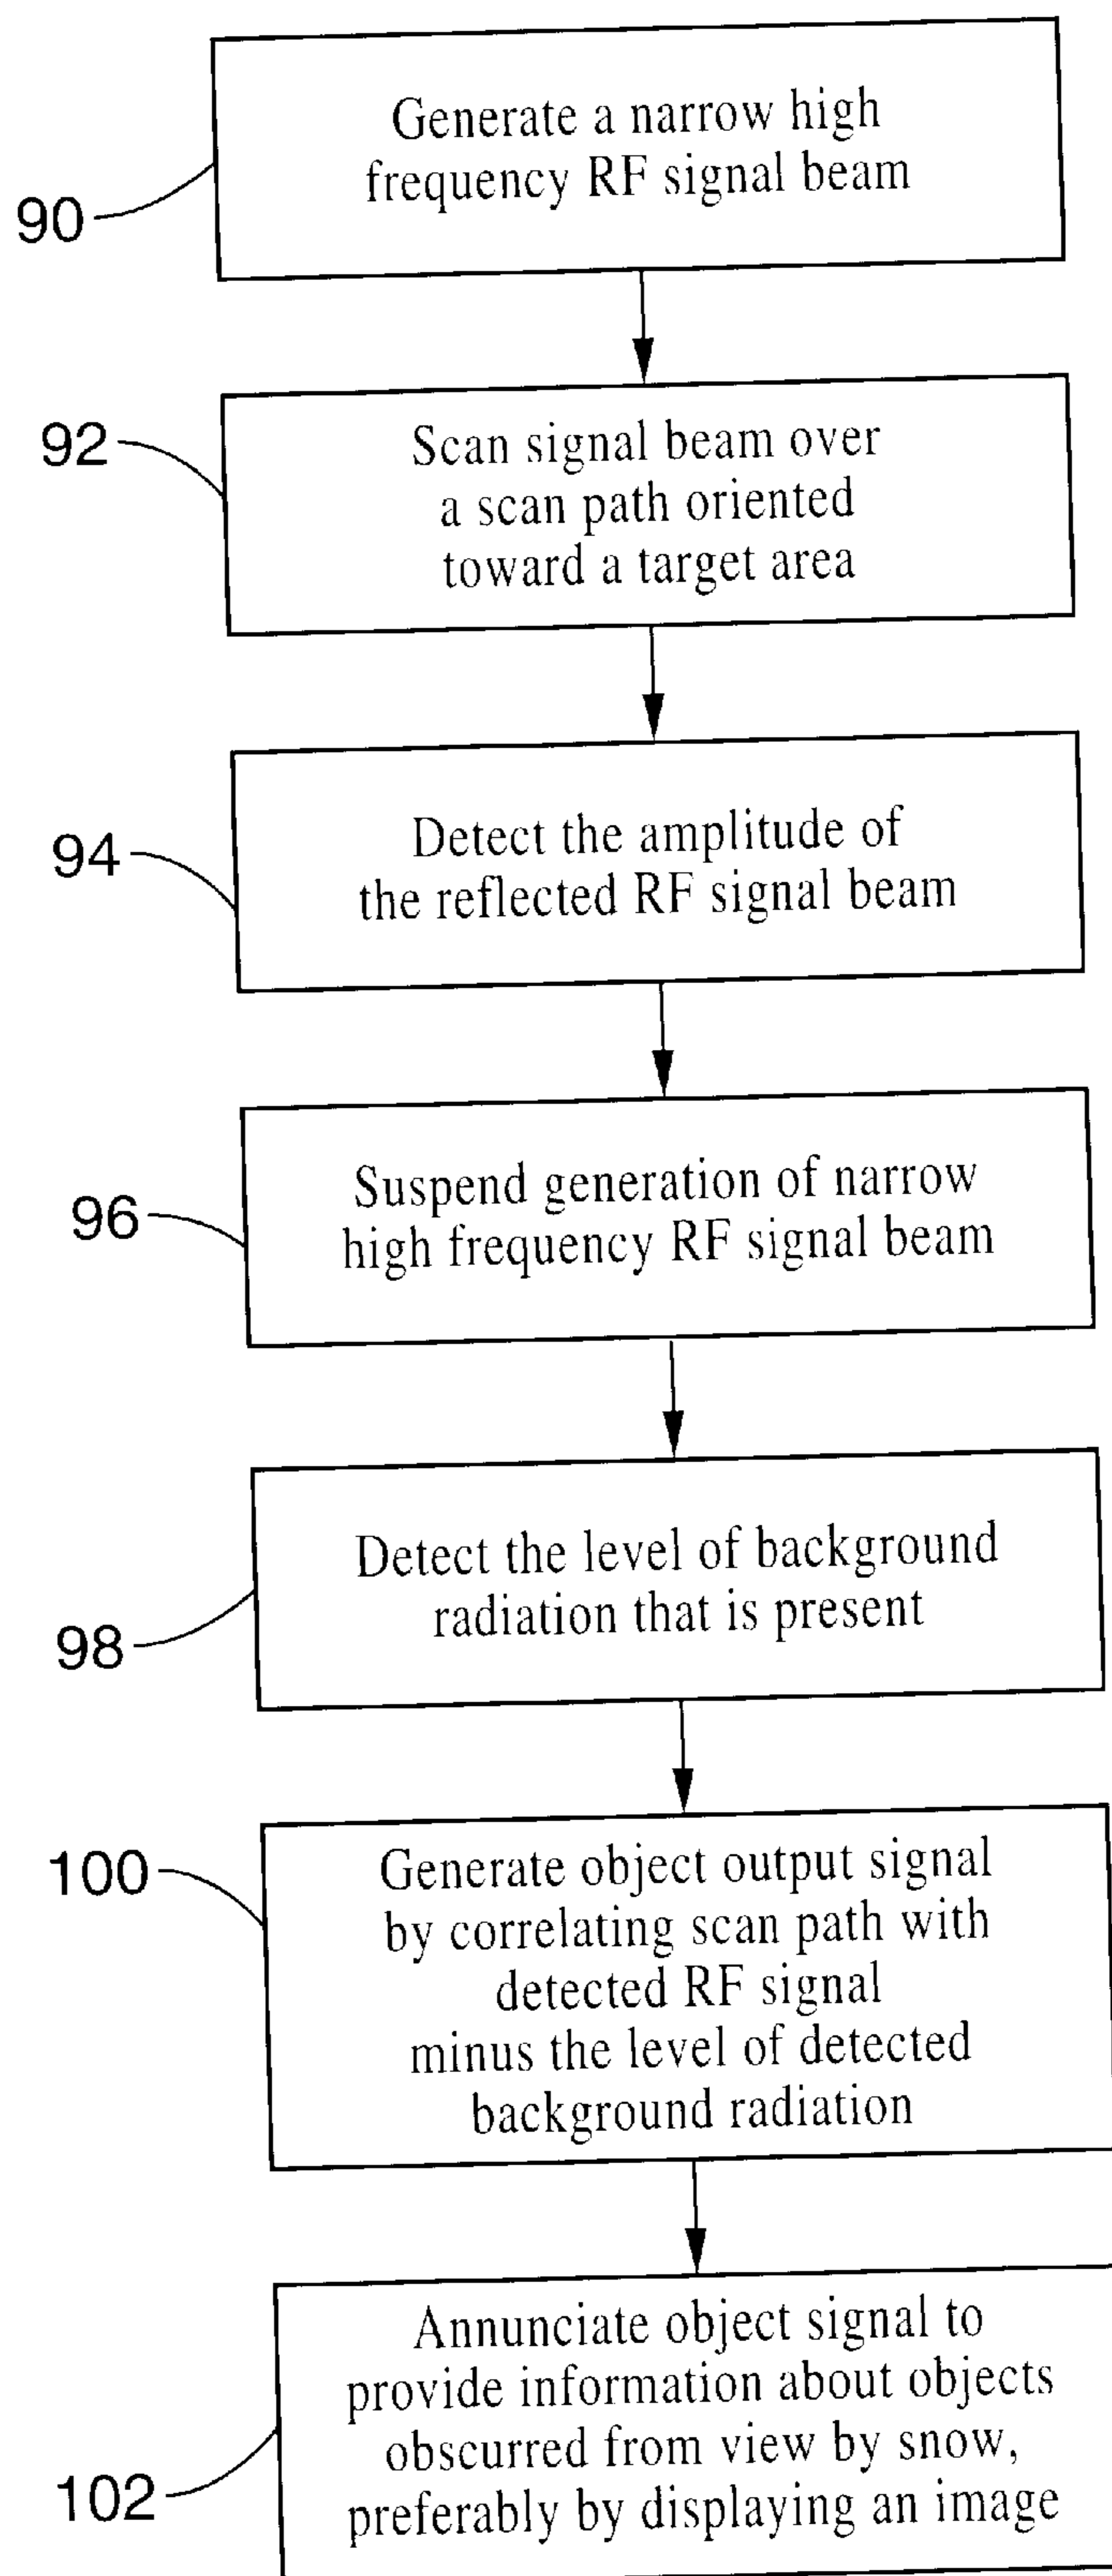 Generate a narrow high
frequency RF signal beam
90
92
Scan signal beam over
a scan path oriented
toward a target area
94
Detect the amplitude of
the reflected RF signal beam
96
Suspend generation of narrow
high frequency RF signal beam
Detect the level of background
radiation that is present
98
100
Generate object output signal
by correlating scan path with
detected RF signal
minus the level of detected
background radiation
Annunciate object signal to
provide information about objects
obscurred from view by snow,
preferably by displaying an image
102